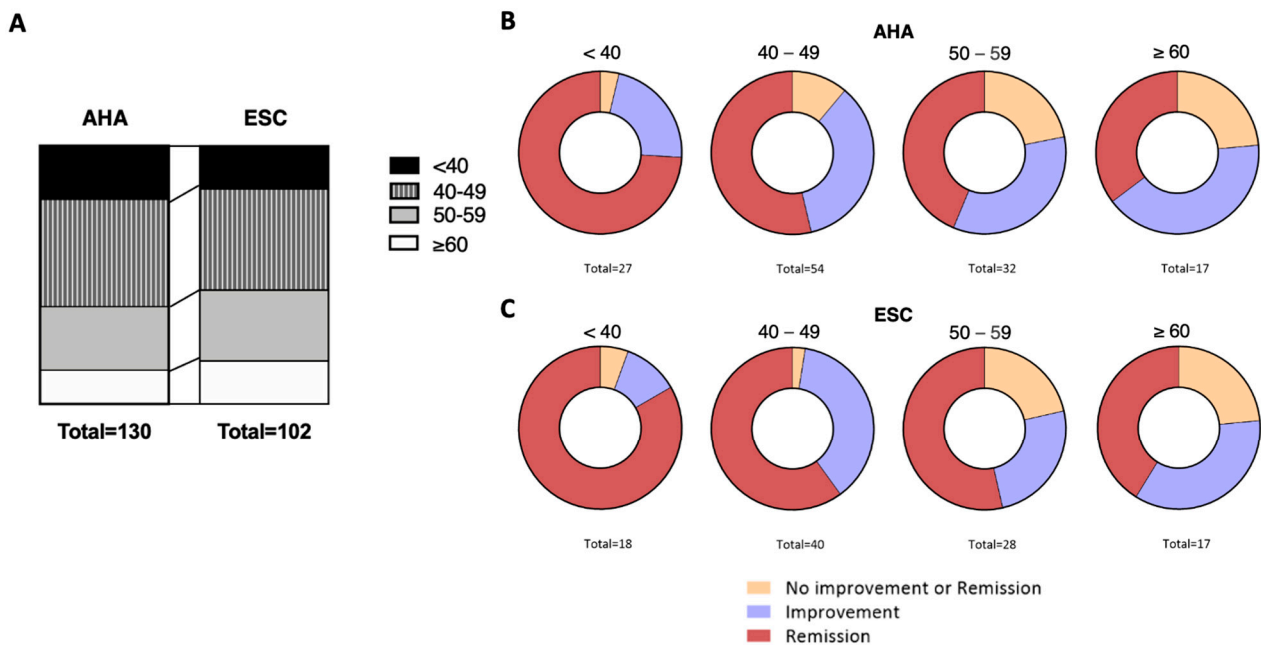 A
AHA ESC
<40
40-49
50-59
≥60
Total=130 Total=102
B
AHA
< 40 40 – 49 50 – 59 ≥ 60
Total=27 Total=54 Total=32 Total=17
C
ESC
< 40 40 – 49 50 – 59 ≥ 60
Total=18 Total=40 Total=28 Total=17
No improvement or Remission
Improvement
Remission